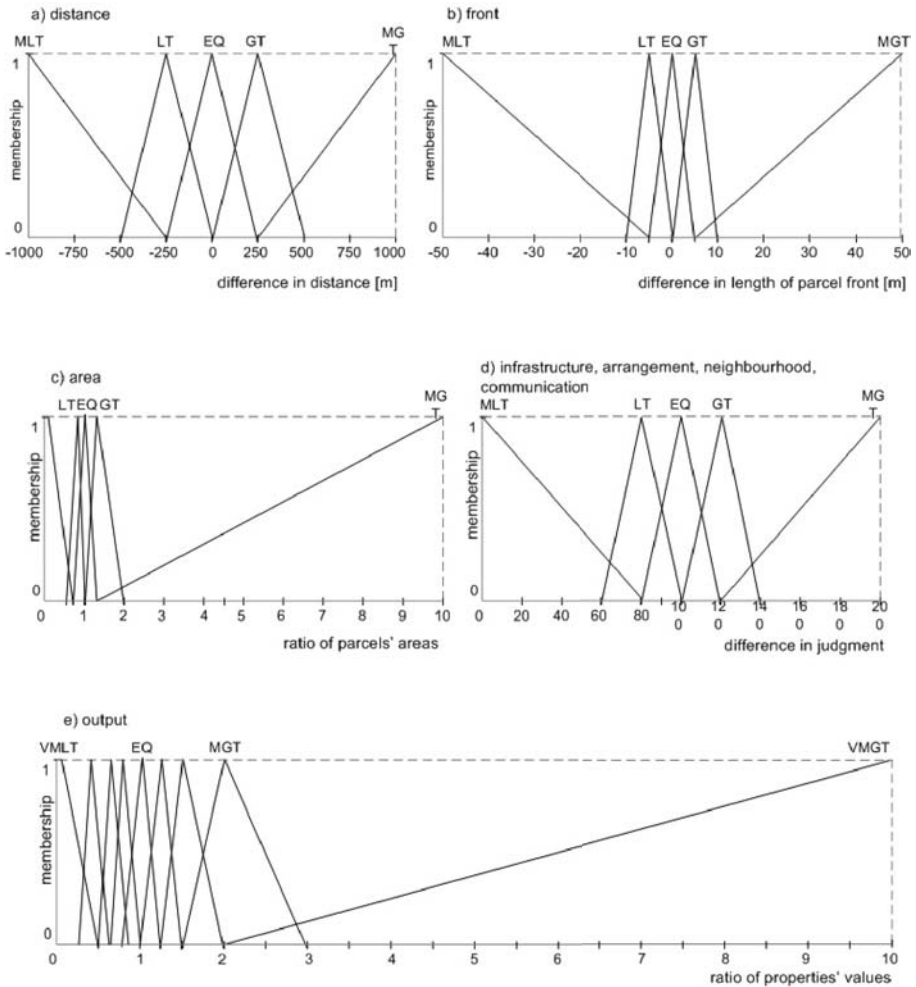 a) distance
MLT LT EQ GT MG
T
1
membership
0
-1000 -750 -500 -250 0 250 500 750 1000
difference in distance [m]
b) front
MLT LT EQ GT MGT
1
membership
0
-50 -40 -30 -20 -10 0 10 20 30 40 50
difference in length of parcel front [m]
c) area
LT EQ GT MG
T
1
membership
0
0 1 2 3 4 5 6 7 8 9 10
ratio of parcels' areas
d) infrastructure, arrangement, neighbourhood,
communication
MLT LT EQ GT MG
T
1
membership
0
0 20 40 60 80 10 12 14 16 18 20
0 0 0 0 0 0
difference in judgment
e) output
VMLT EQ MGT VMGT
1
membership
0
0 1 2 3 4 5 6 7 8 9 10
ratio of properties' values